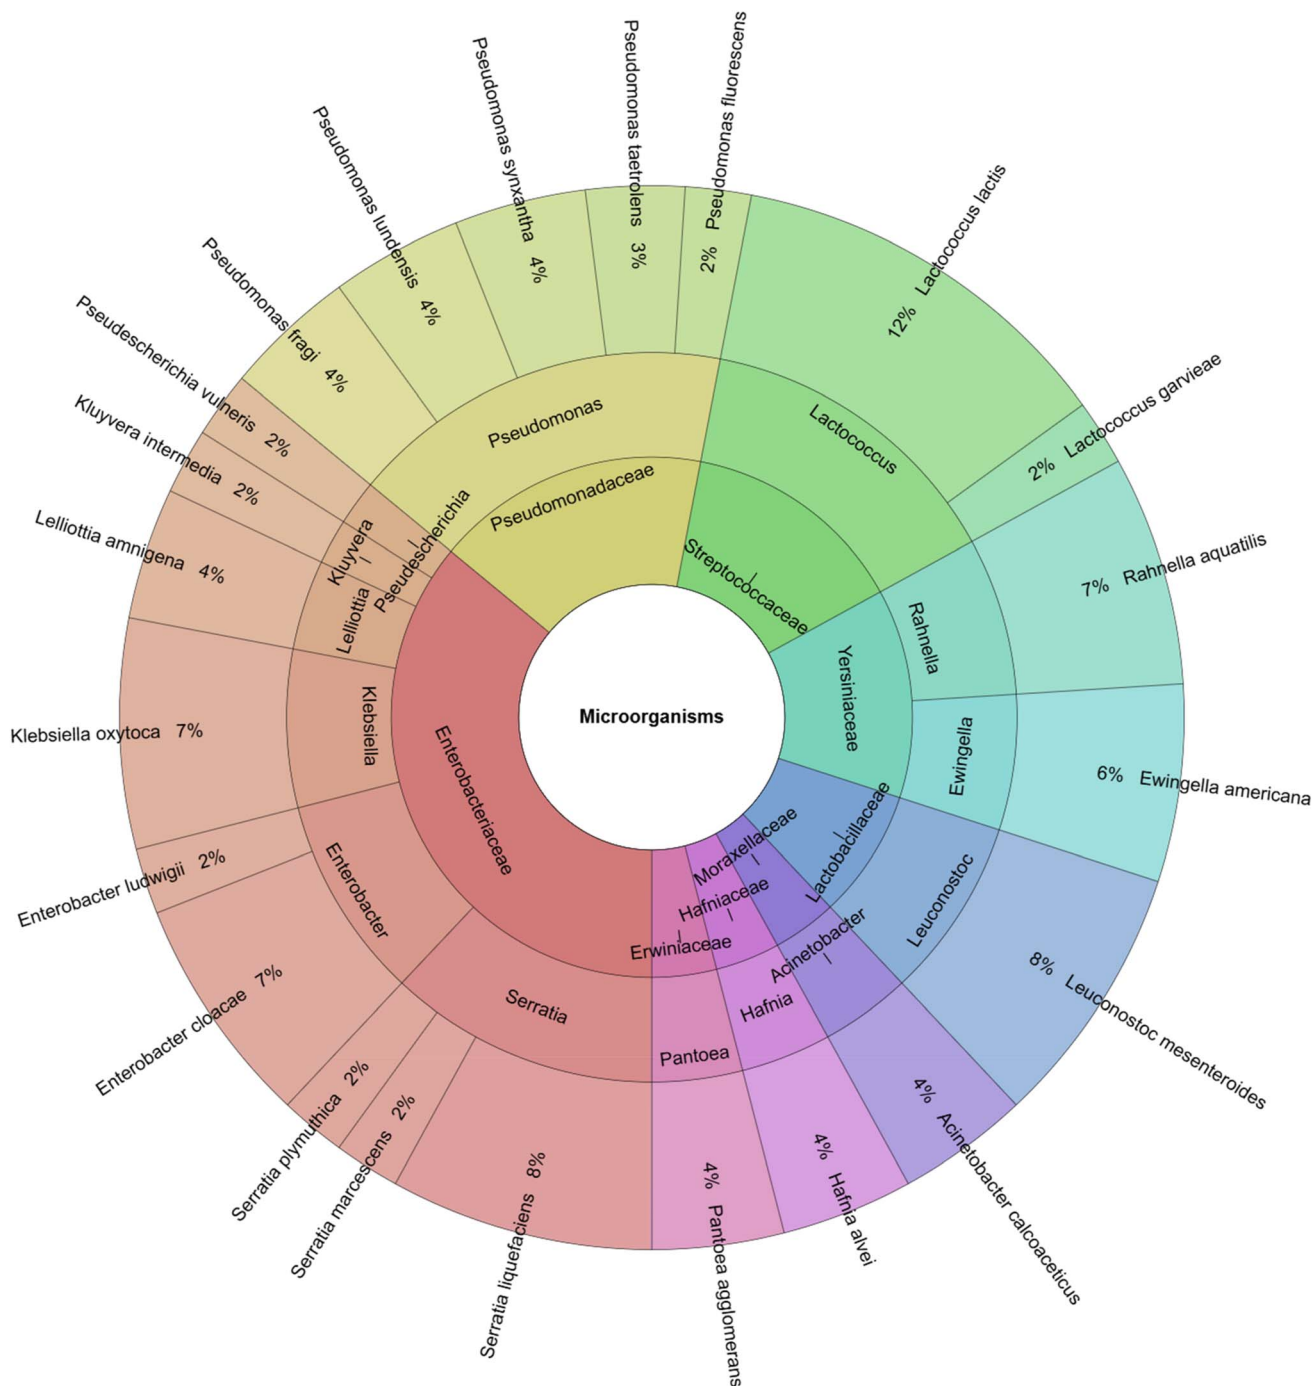 Microorganisms
Enterobacteriaceae
Pseudomonadaceae
Streptococcaceae
Yersiniaceae
Lactobacillaceae
Moraxellaceae
Hafniaceae
Erwiniaceae
Serratia
Enterobacter
Klebsiella
Lelliottia
Kluyvera
Pseudescherichia
Pseudomonas
Lactococcus
Rahnella
Ewingella
Leuconostoc
Acinetobacter
Hafnia
Pantoea
Serratia liquefaciens 8%
Serratia marcescens 2%
Serratia plymuthica 2%
Enterobacter cloacae 7%
Enterobacter ludwigii 2%
Klebsiella oxytoca 7%
Lelliottia amnigena 4%
Kluyvera intermedia 2%
Pseudescherichia vulneris 2%
Pseudomonas fragi 4%
Pseudomonas lundensis 4%
Pseudomonas synxantha 4%
Pseudomonas taetrolens 3%
2% Pseudomonas fluorescens
12% Lactococcus lactis
2% Lactococcus garvieae
7% Rahnella aquatilis
6% Ewingella americana
8% Leuconostoc mesenteroides
4% Acinetobacter calcoaceticus
4% Hafnia alvei
4% Pantoea agglomerans